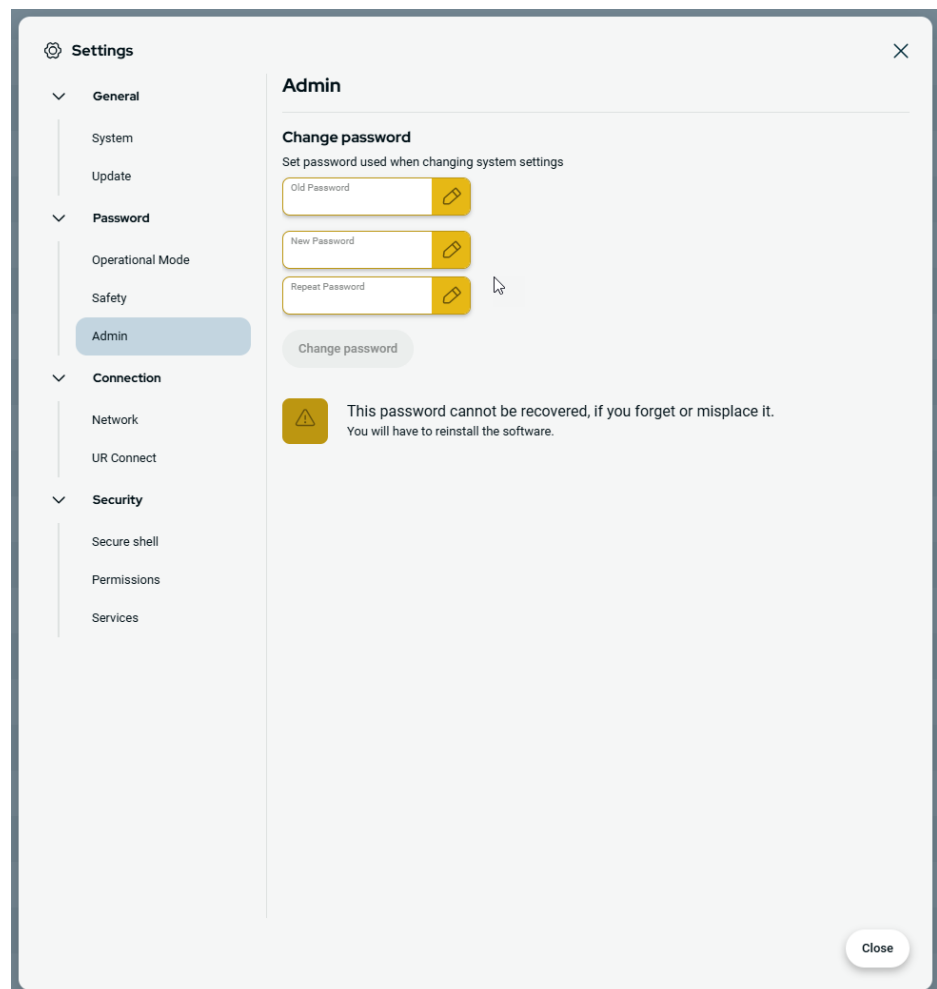 Settings
General
System
Update
Password
Operational Mode
Safety
Admin
Connection
Network
UR Connect
Security
Secure shell
Permissions
Services
Admin
Change password
Set password used when changing system settings
Old Password
New Password
Repeat Password
Change password
This password cannot be recovered, if you forget or misplace it.
You will have to reinstall the software.
Close